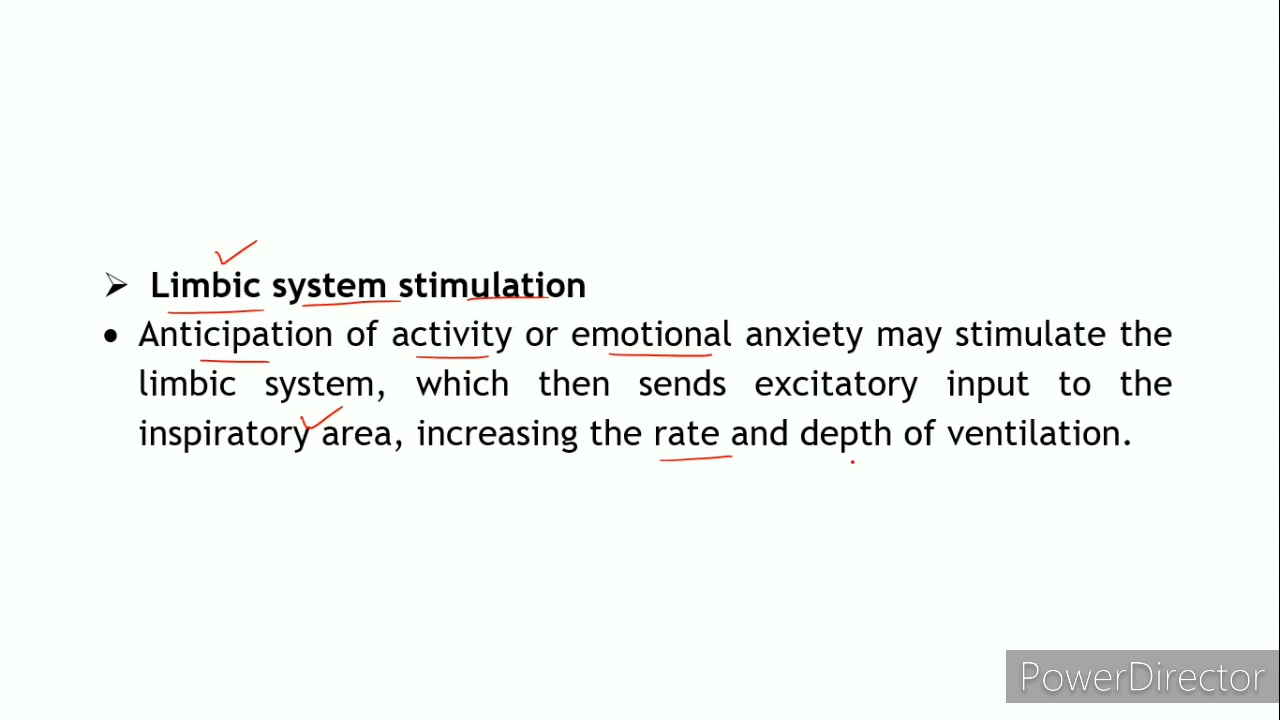 ➢ Limbic system stimulation
• Anticipation of activity or emotional anxiety may stimulate the
limbic system, which then sends excitatory input to the
inspiratory area, increasing the rate and depth of ventilation.
PowerDirector